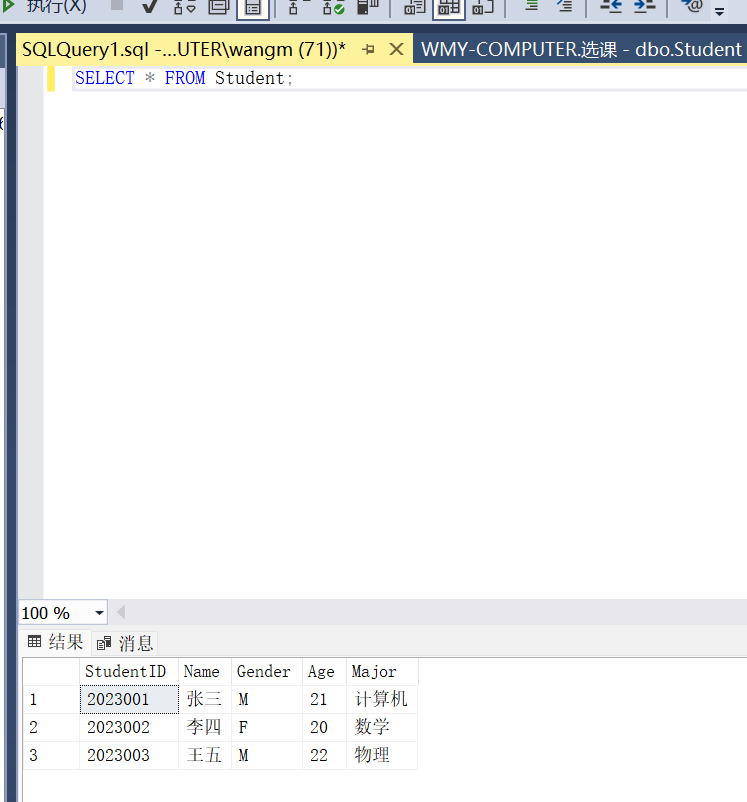 执行(X)
SQLQuery1.sql -...UTER\wangm (71))* WMY-COMPUTER.选课 - dbo.Student
SELECT * FROM Student;
100 %
结果 消息
StudentID Name Gender Age Major
1 2023001 张三 M 21 计算机
2 2023002 李四 F 20 数学
3 2023003 王五 M 22 物理